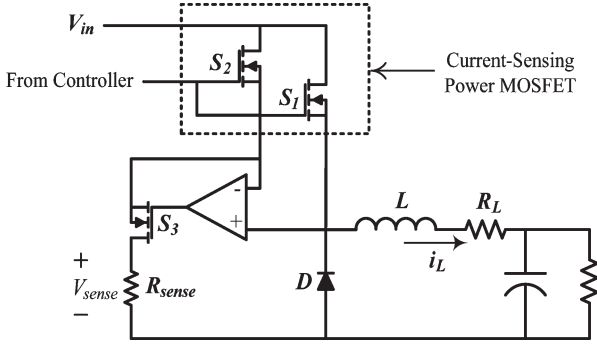 Vin
S2
From Controller
S1
Current-Sensing
Power MOSFET
-
+
S3
L
RL
iL
+
Vsense
−
Rsense
D